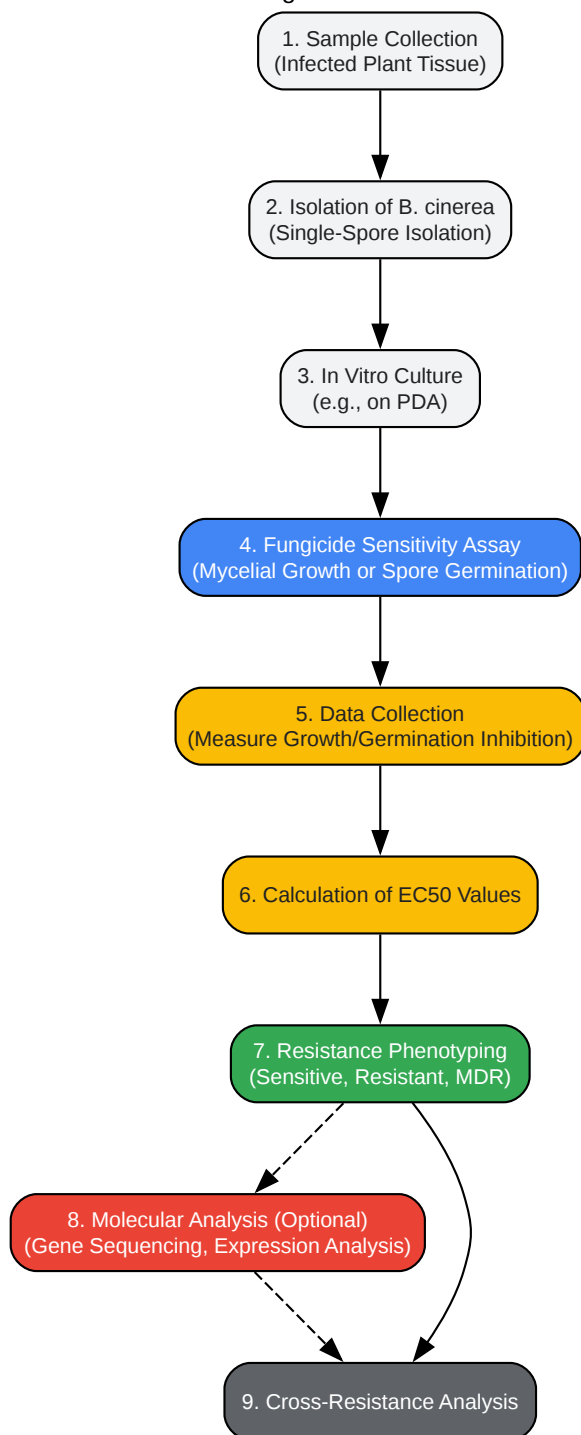 1. Sample Collection
(Infected Plant Tissue)
2. Isolation of B. cinerea
(Single-Spore Isolation)
3. In Vitro Culture
(e.g., on PDA)
4. Fungicide Sensitivity Assay
(Mycelial Growth or Spore Germination)
5. Data Collection
(Measure Growth/Germination Inhibition)
6. Calculation of EC50 Values
7. Resistance Phenotyping
(Sensitive, Resistant, MDR)
8. Molecular Analysis (Optional)
(Gene Sequencing, Expression Analysis)
9. Cross-Resistance Analysis